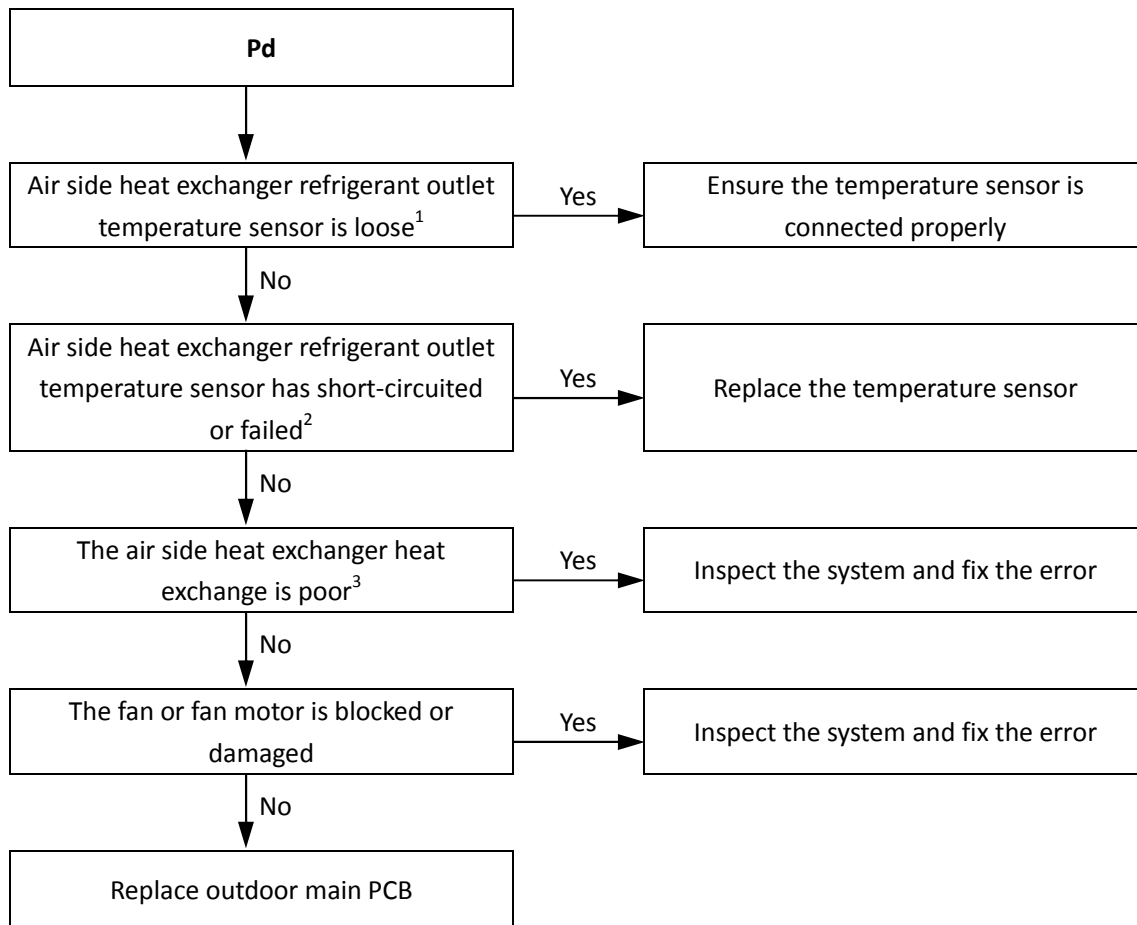 Pd
Air side heat exchanger refrigerant outlet
temperature sensor is loose¹
Yes
Ensure the temperature sensor is
connected properly
No
Air side heat exchanger refrigerant outlet
temperature sensor has short-circuited
or failed²
Yes
Replace the temperature sensor
No
The air side heat exchanger heat
exchange is poor³
Yes
Inspect the system and fix the error
No
The fan or fan motor is blocked or
damaged
Yes
Inspect the system and fix the error
No
Replace outdoor main PCB